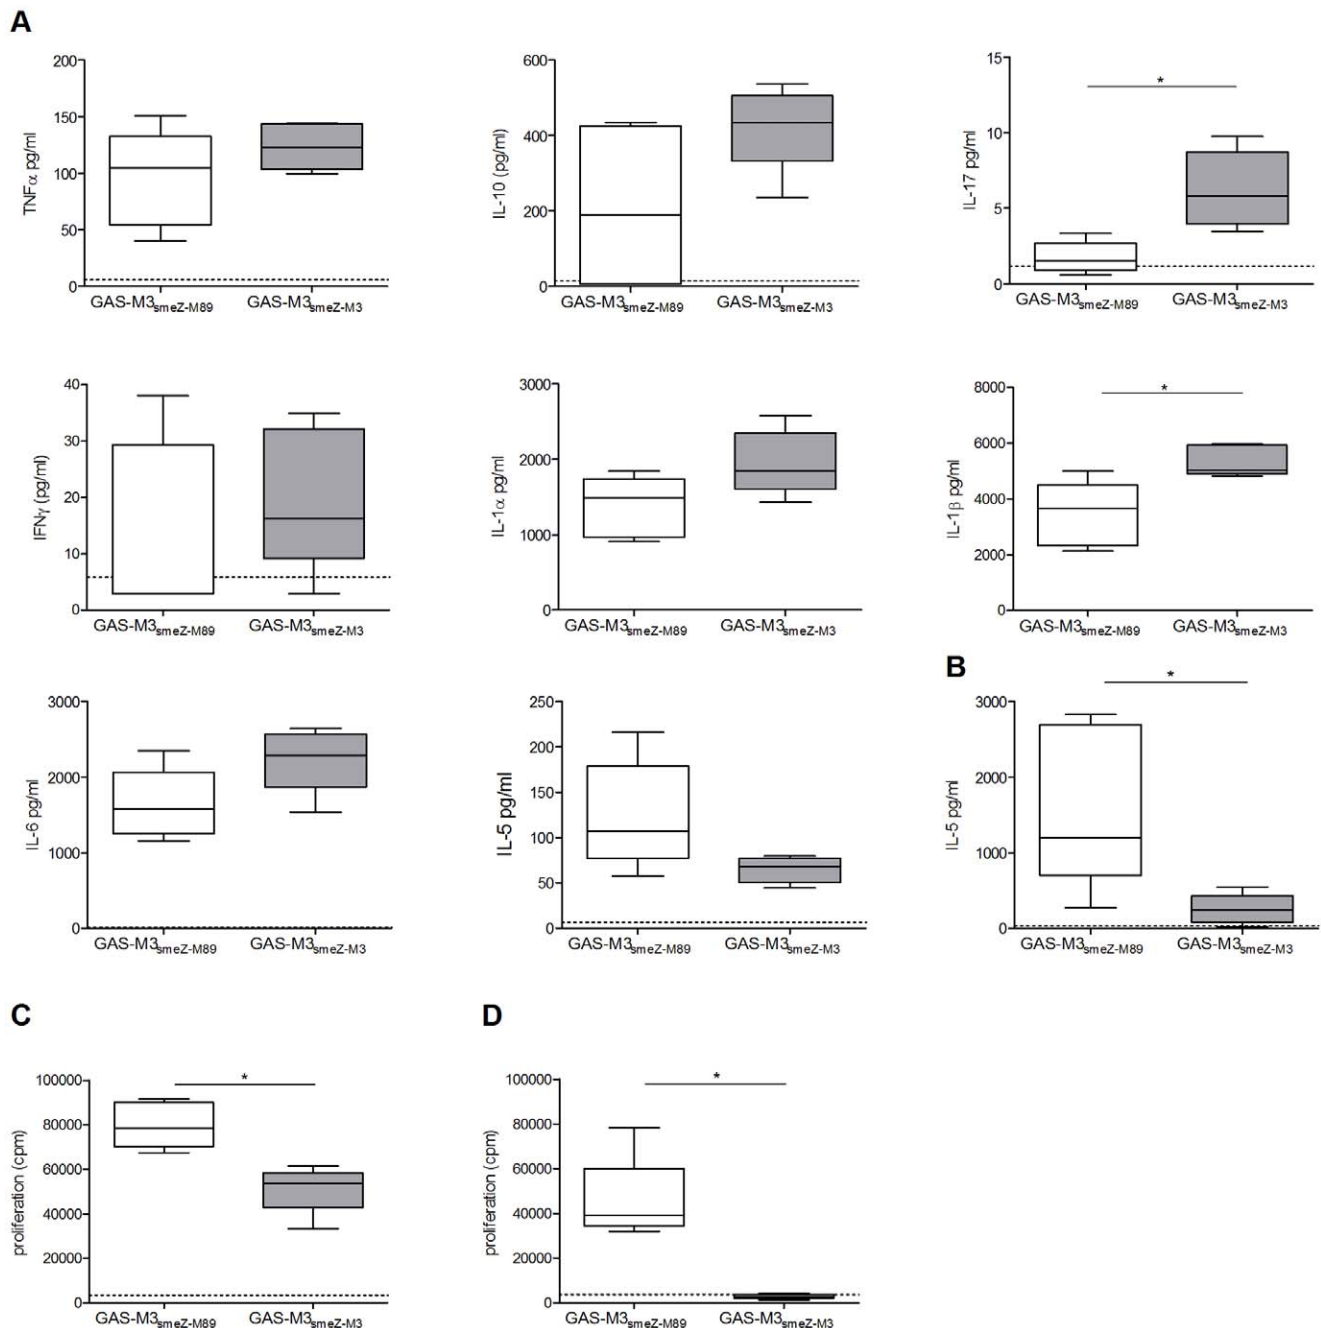 A
TNFα pg/ml
200
150
100
50
0
GAS-M3smeZ-M89
GAS-M3smeZ-M3
IL-10 (pg/ml)
600
400
200
0
GAS-M3smeZ-M89
GAS-M3smeZ-M3
IL-17 pg/ml
15
10
5
0
*
GAS-M3smeZ-M89
GAS-M3smeZ-M3
IFNγ (pg/ml)
40
30
20
10
0
GAS-M3smeZ-M89
GAS-M3smeZ-M3
IL-1α pg/ml
3000
2000
1000
0
GAS-M3smeZ-M89
GAS-M3smeZ-M3
IL-1β pg/ml
8000
6000
4000
2000
0
*
GAS-M3smeZ-M89
GAS-M3smeZ-M3
IL-6 pg/ml
3000
2000
1000
0
GAS-M3smeZ-M89
GAS-M3smeZ-M3
IL-5 pg/ml
250
200
150
100
50
0
GAS-M3smeZ-M89
GAS-M3smeZ-M3
B
IL-5 pg/ml
3000
2000
1000
0
*
GAS-M3smeZ-M89
GAS-M3smeZ-M3
C
proliferation (cpm)
100000
80000
60000
40000
20000
0
*
GAS-M3smeZ-M89
GAS-M3smeZ-M3
D
proliferation (cpm)
100000
80000
60000
40000
20000
0
*
GAS-M3smeZ-M89
GAS-M3smeZ-M3